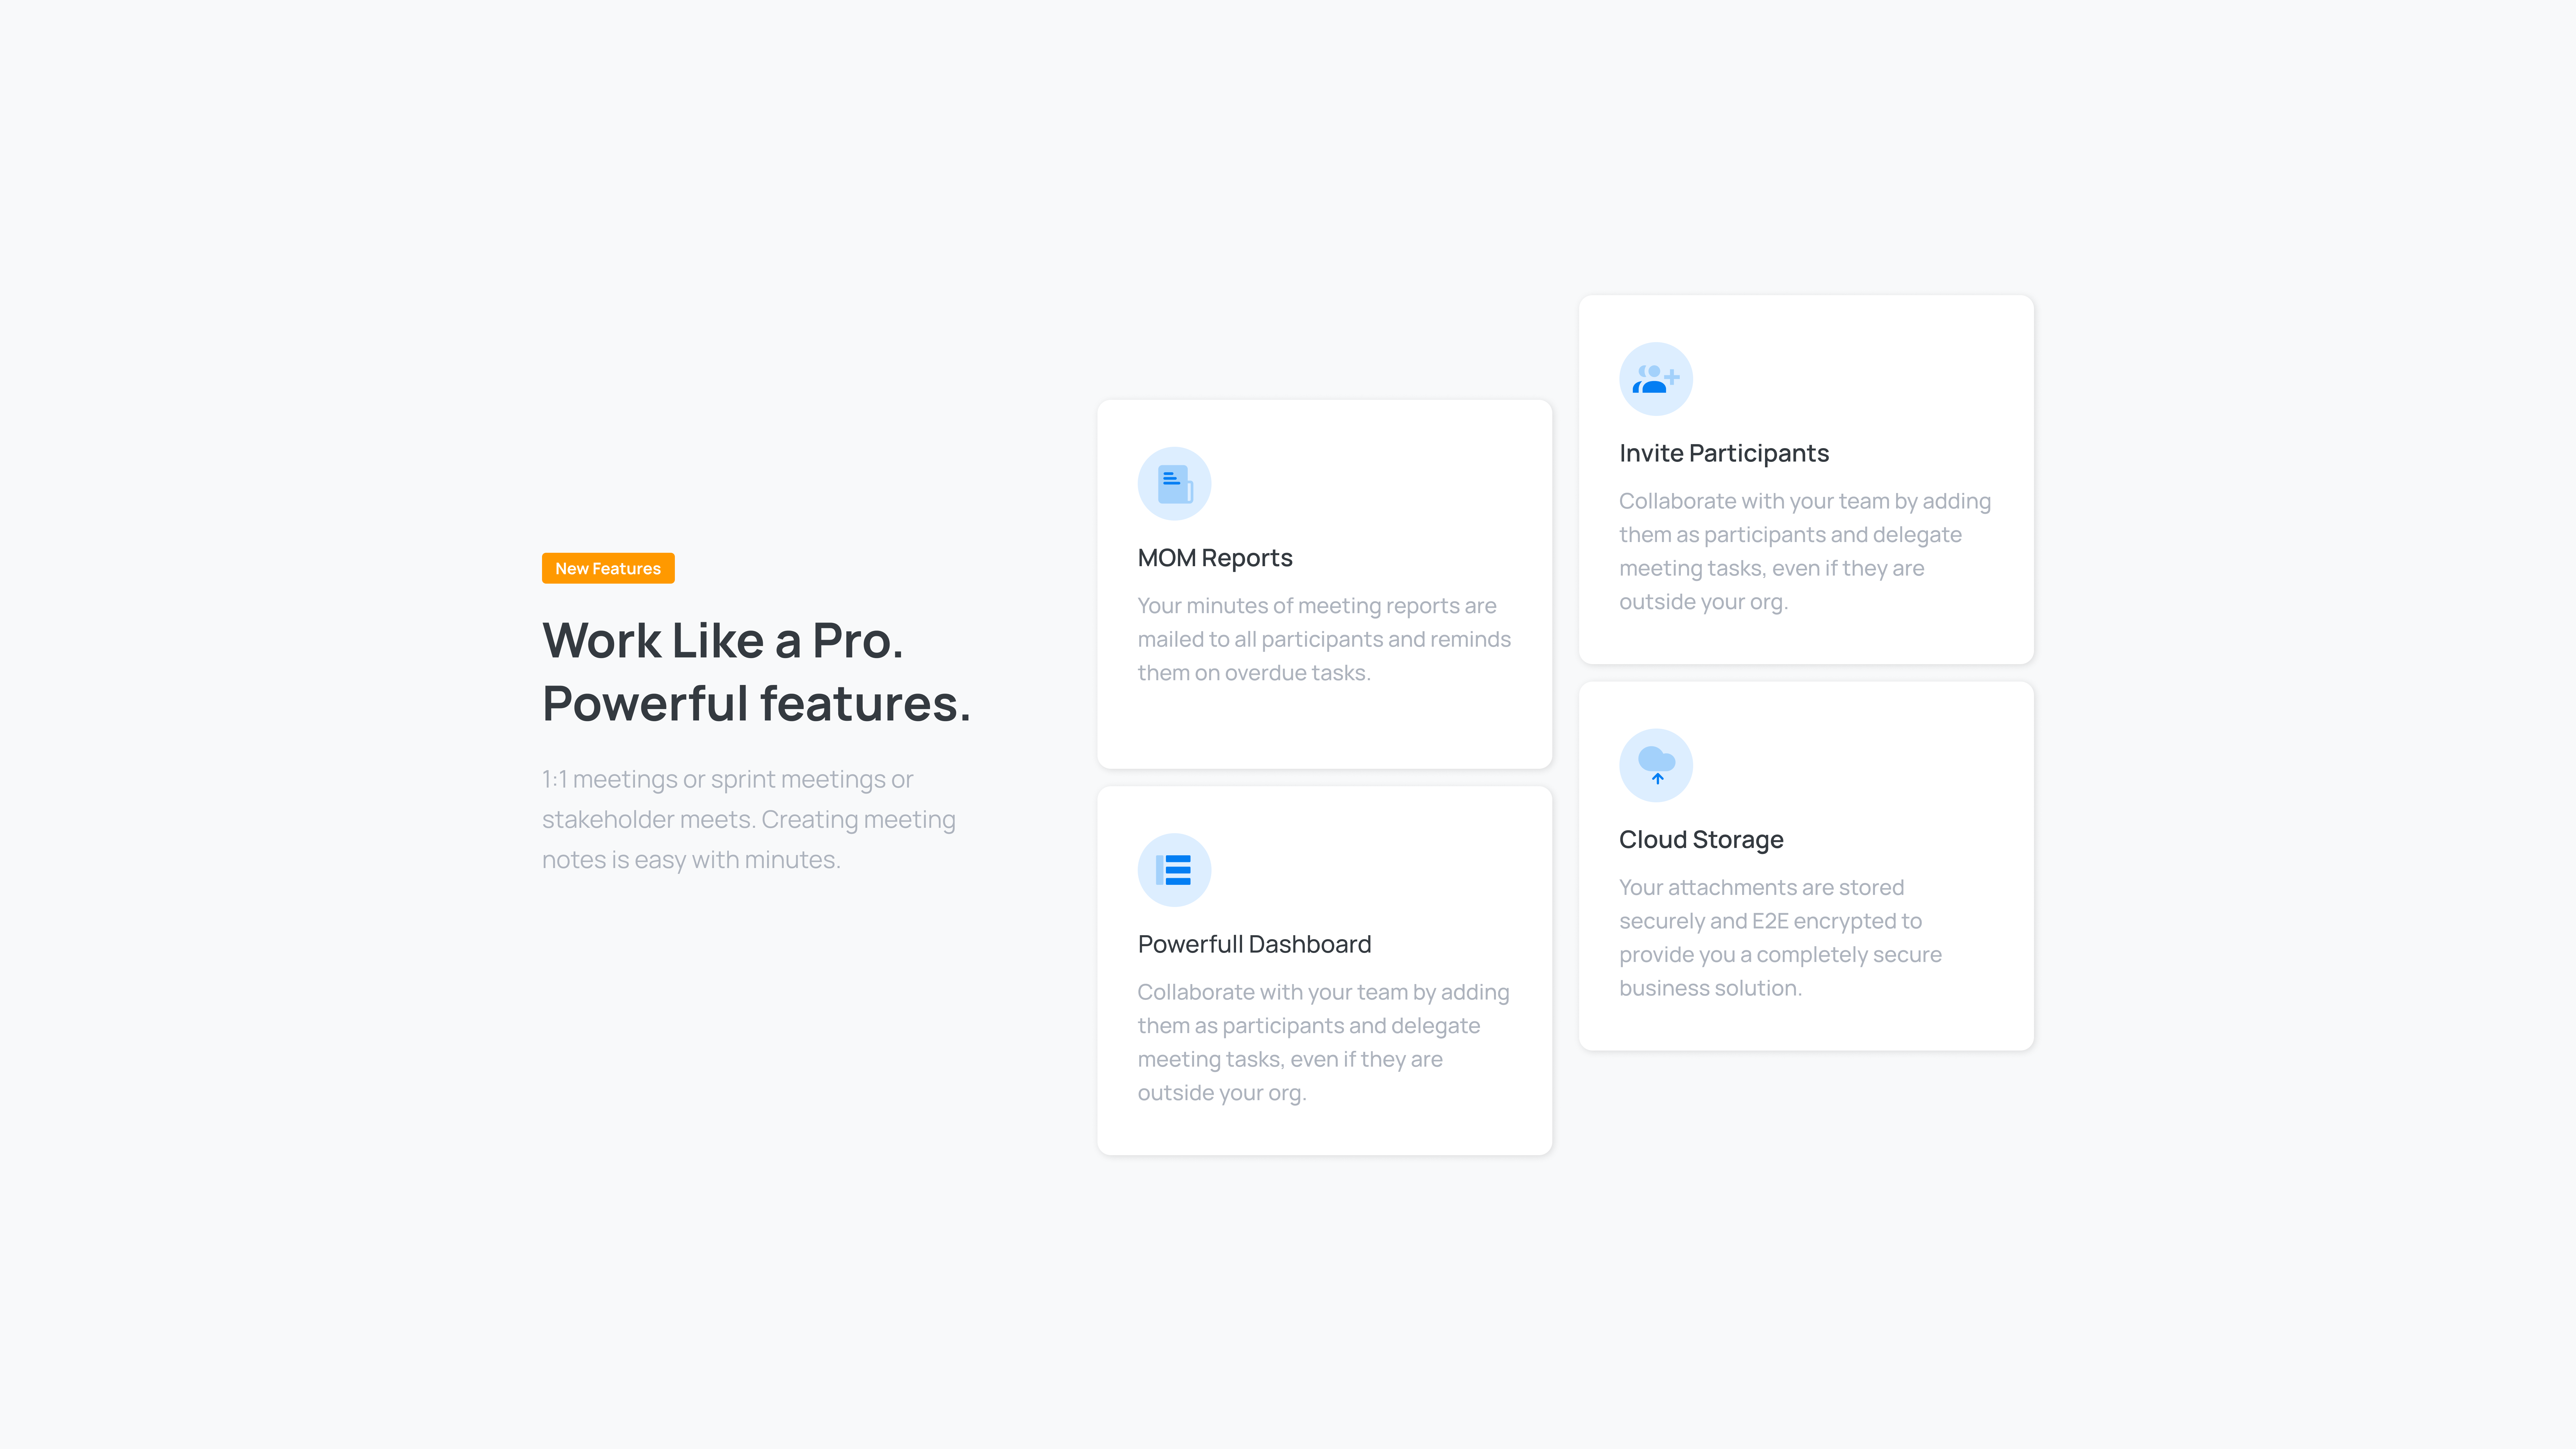 New Features
Work Like a Pro.
Powerful features.
1:1 meetings or sprint meetings or
stakeholder meets. Creating meeting
notes is easy with minutes.
MOM Reports
Your minutes of meeting reports are
mailed to all participants and reminds
them on overdue tasks.
Powerfull Dashboard
Collaborate with your team by adding
them as participants and delegate
meeting tasks, even if they are
outside your org.
Invite Participants
Collaborate with your team by adding
them as participants and delegate
meeting tasks, even if they are
outside your org.
Cloud Storage
Your attachments are stored
securely and E2E encrypted to
provide you a completely secure
business solution.